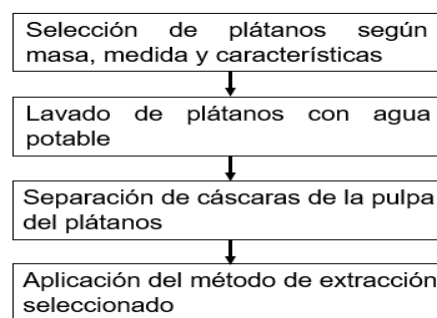 Selección de plátanos según
masa, medida y características
Lavado de plátanos con agua
potable
Separación de cáscaras de la pulpa
del plátanos
Aplicación del método de extracción
seleccionado